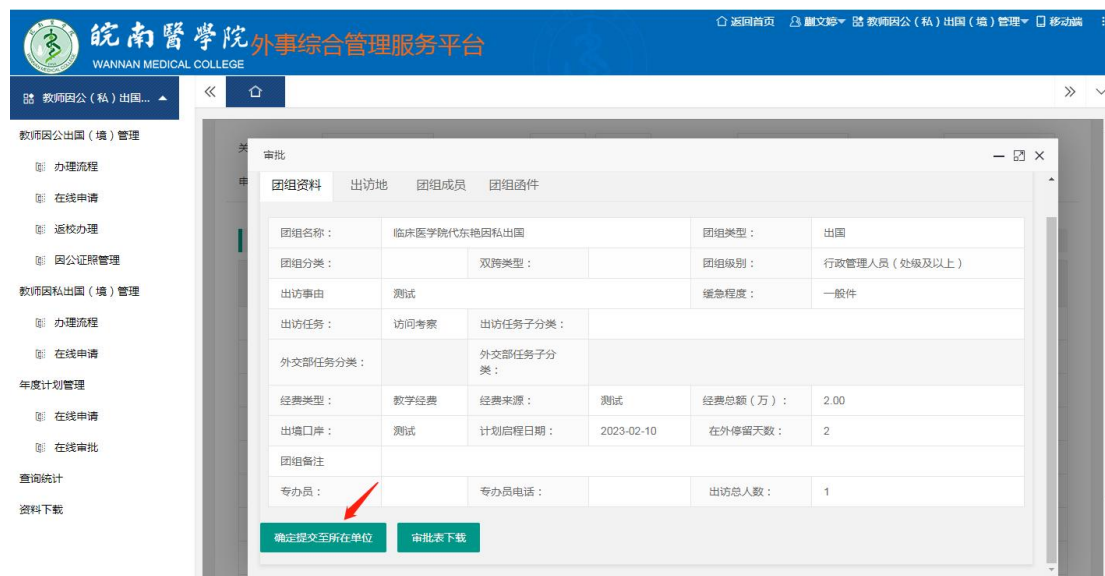 返回首页 鄺文婷 教师因公（私）出国（境）管理 移动端
皖南醫學院
WANNAN MEDICAL COLLEGE
外事综合管理服务平台
教师因公（私）出国...
教师因公出国（境）管理
办理流程
在线申请
返校办理
因公证照管理
教师因私出国（境）管理
办理流程
在线申请
年度计划管理
在线申请
在线审批
查询统计
资料下载
关
申
审批
团组资料 出访地 团组成员 团组函件
团组名称： 临床医学院代东艳因私出国 团组类型： 出国
团组分类： 双跨类型： 团组级别： 行政管理人员（处级及以上）
出访事由 测试 缓急程度： 一般件
出访任务： 访问考察 出访任务子分类：
外交部任务分类： 外交部任务子分
类：
经费类型： 教学经费 经费来源： 测试 经费总额（万）： 2.00
出境口岸： 测试 计划启程日期： 2023-02-10 在外停留天数： 2
团组备注
专办员： 专办员电话： 出访总人数： 1
确定提交至所在单位 审批表下载